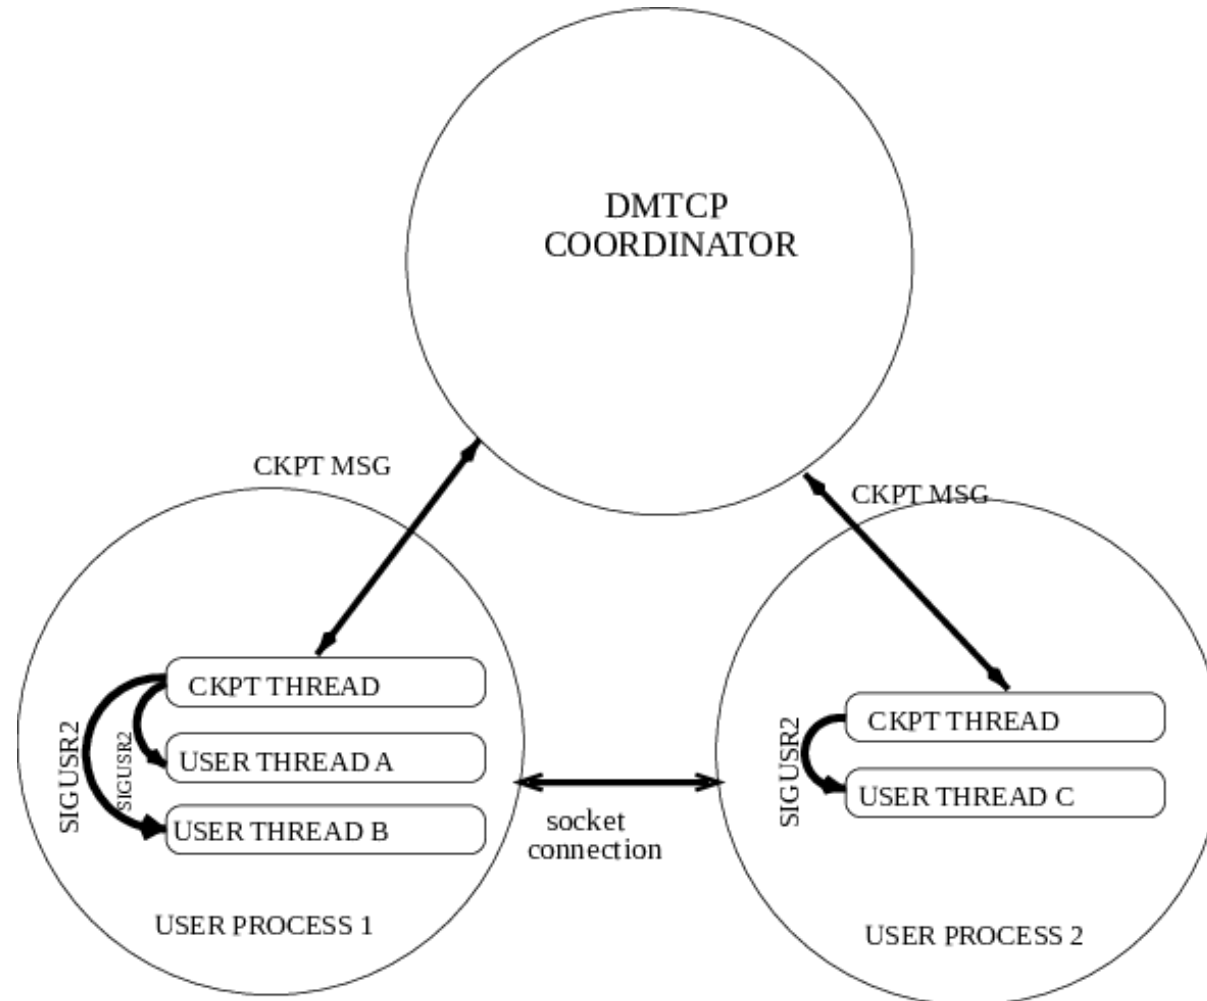 DMTCP
COORDINATOR
CKPT MSG
CKPT MSG
CKPT THREAD
USER THREAD A
USER THREAD B
SIGUSR2
SIGUSR2
USER PROCESS 1
socket
connection
CKPT THREAD
USER THREAD C
SIGUSR2
USER PROCESS 2